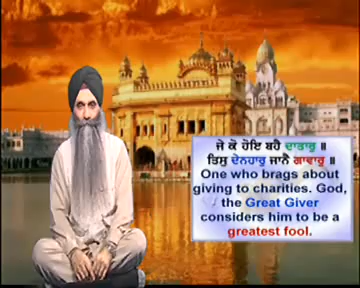 ਜੇ ਕੋ ਹੋਇ ਬਹੈ ਦਾਤਾਰੁ ॥
ਤਿਸੁ ਦੇਨਹਾਰੁ ਜਾਨੈ ਗਾਵਾਰੁ ॥
One who brags about
giving to charities. God,
the Great Giver
considers him to be a
greatest fool.